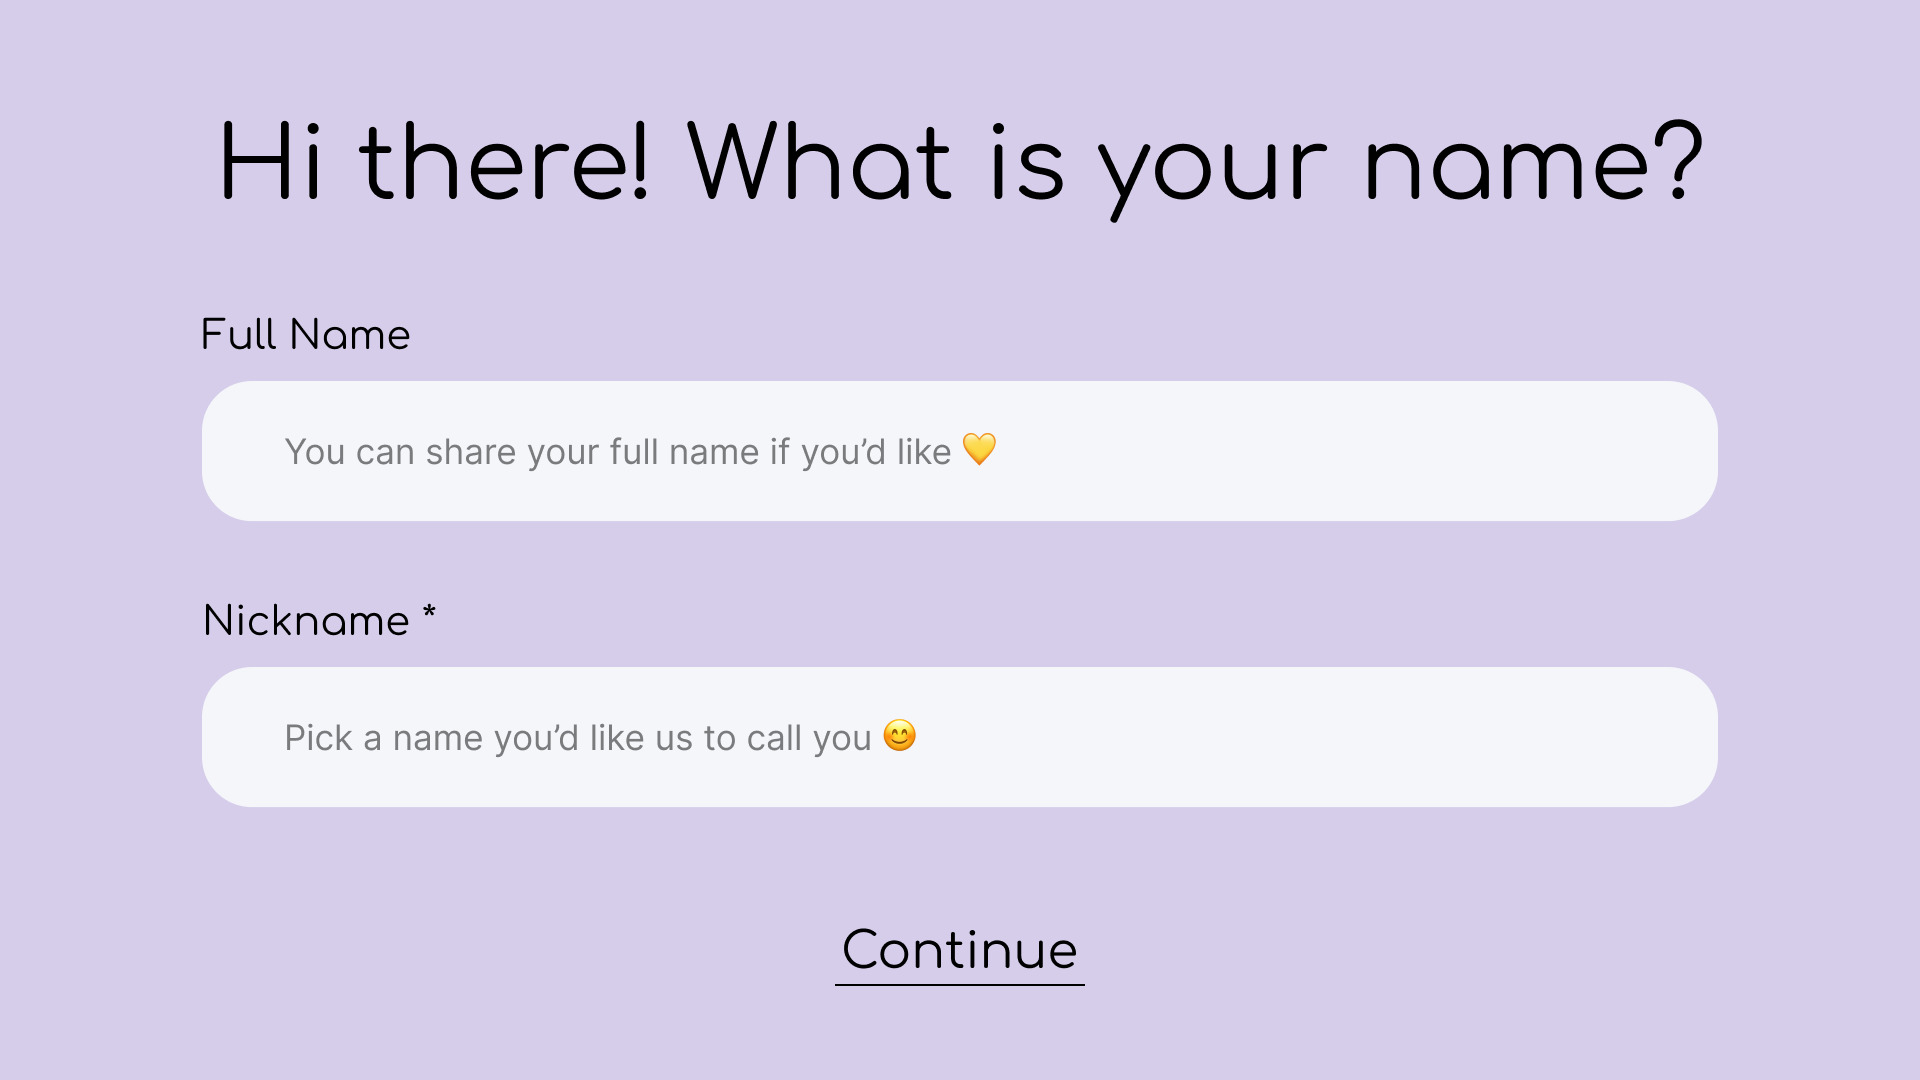 Hi there! What is your name?
Full Name
You can share your full name if you’d like 💛
Nickname *
Pick a name you’d like us to call you 😊
Continue